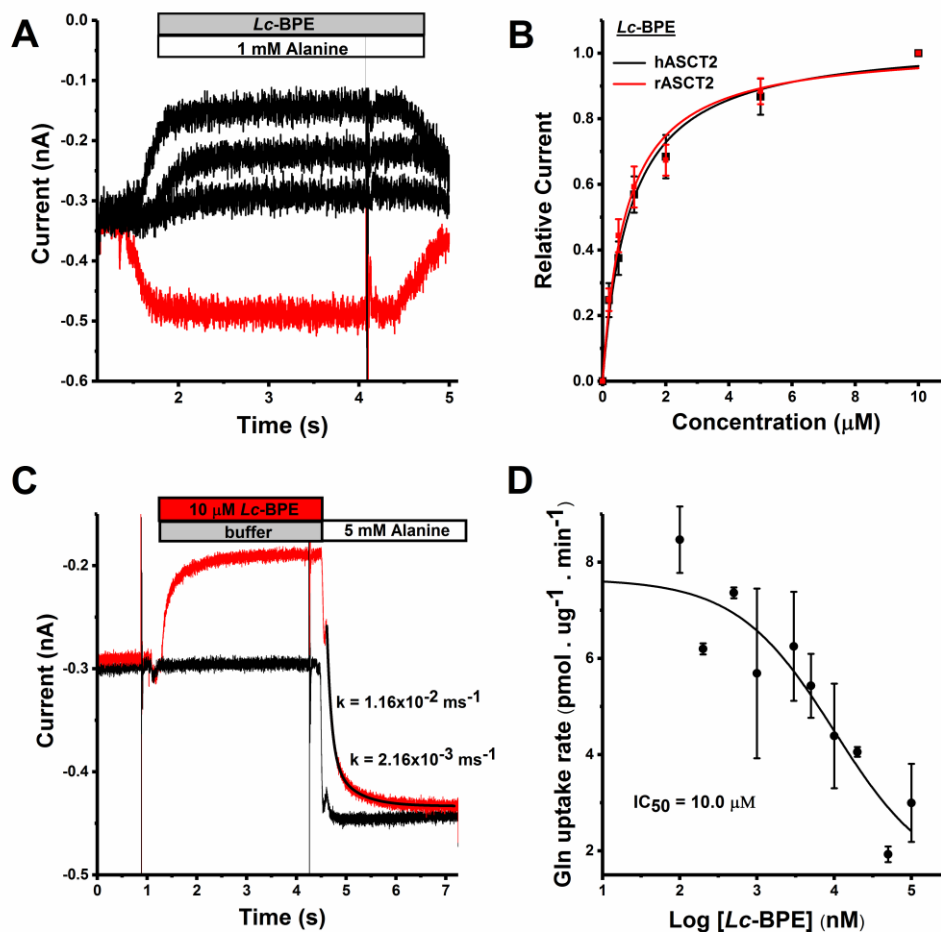 A
Lc-BPE
1 mM Alanine
0.0
-0.1
-0.2
-0.3
-0.4
-0.5
-0.6
Current (nA)
2 3 4 5
Time (s)
B
Lc-BPE
hASCT2
rASCT2
1.0
0.8
0.6
0.4
0.2
0.0
Relative Current
0 2 4 6 8 10
Concentration (μM)
C
10 μM Lc-BPE
buffer 5 mM Alanine
-0.2
-0.3
-0.4
-0.5
Current (nA)
k = 1.16x10⁻² ms⁻¹
k = 2.16x10⁻³ ms⁻¹
0 1 2 3 4 5 6 7
Time (s)
D
8
6
4
2
Gln uptake rate (pmol . ug⁻¹ . min⁻¹)
IC₅₀ = 10.0 μM
1 2 3 4 5
Log [Lc-BPE] (nM)